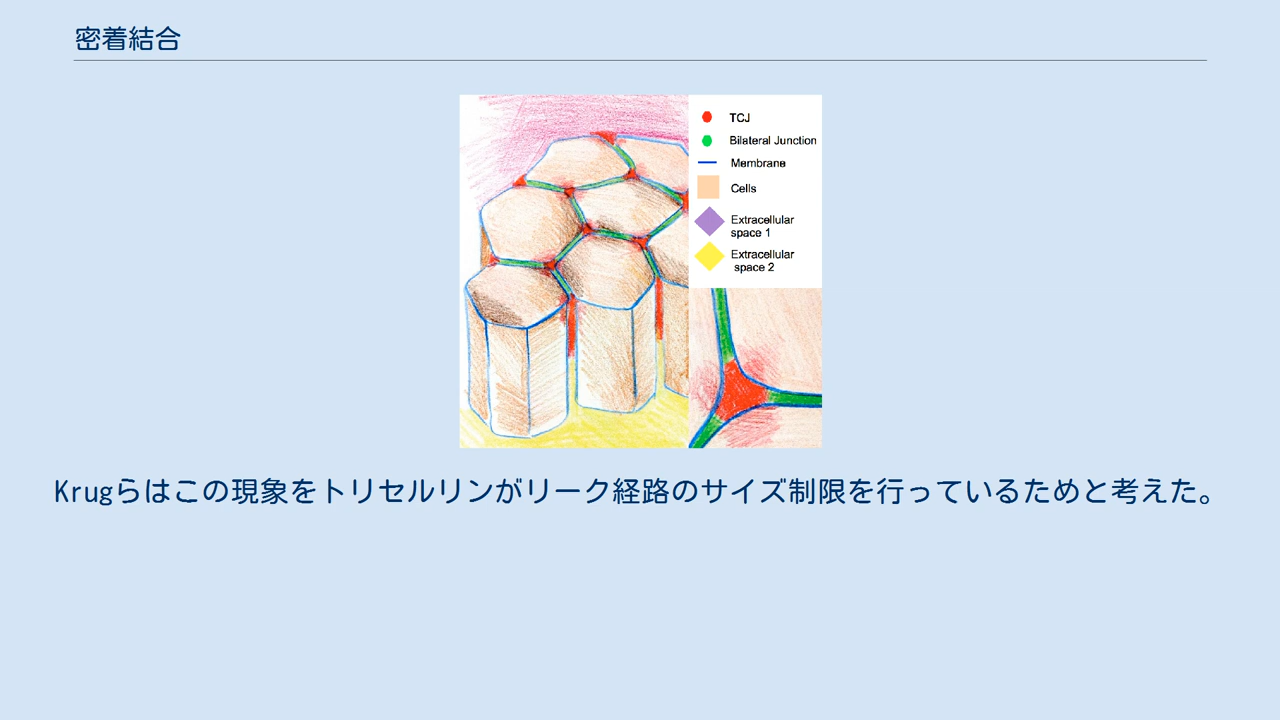 密着結合
TCJ
Bilateral Junction
Membrane
Cells
Extracellular
space 1
Extracellular
space 2
Krugらはこの現象をトリセルリンがリーク経路のサイズ制限を行っているためと考えた。